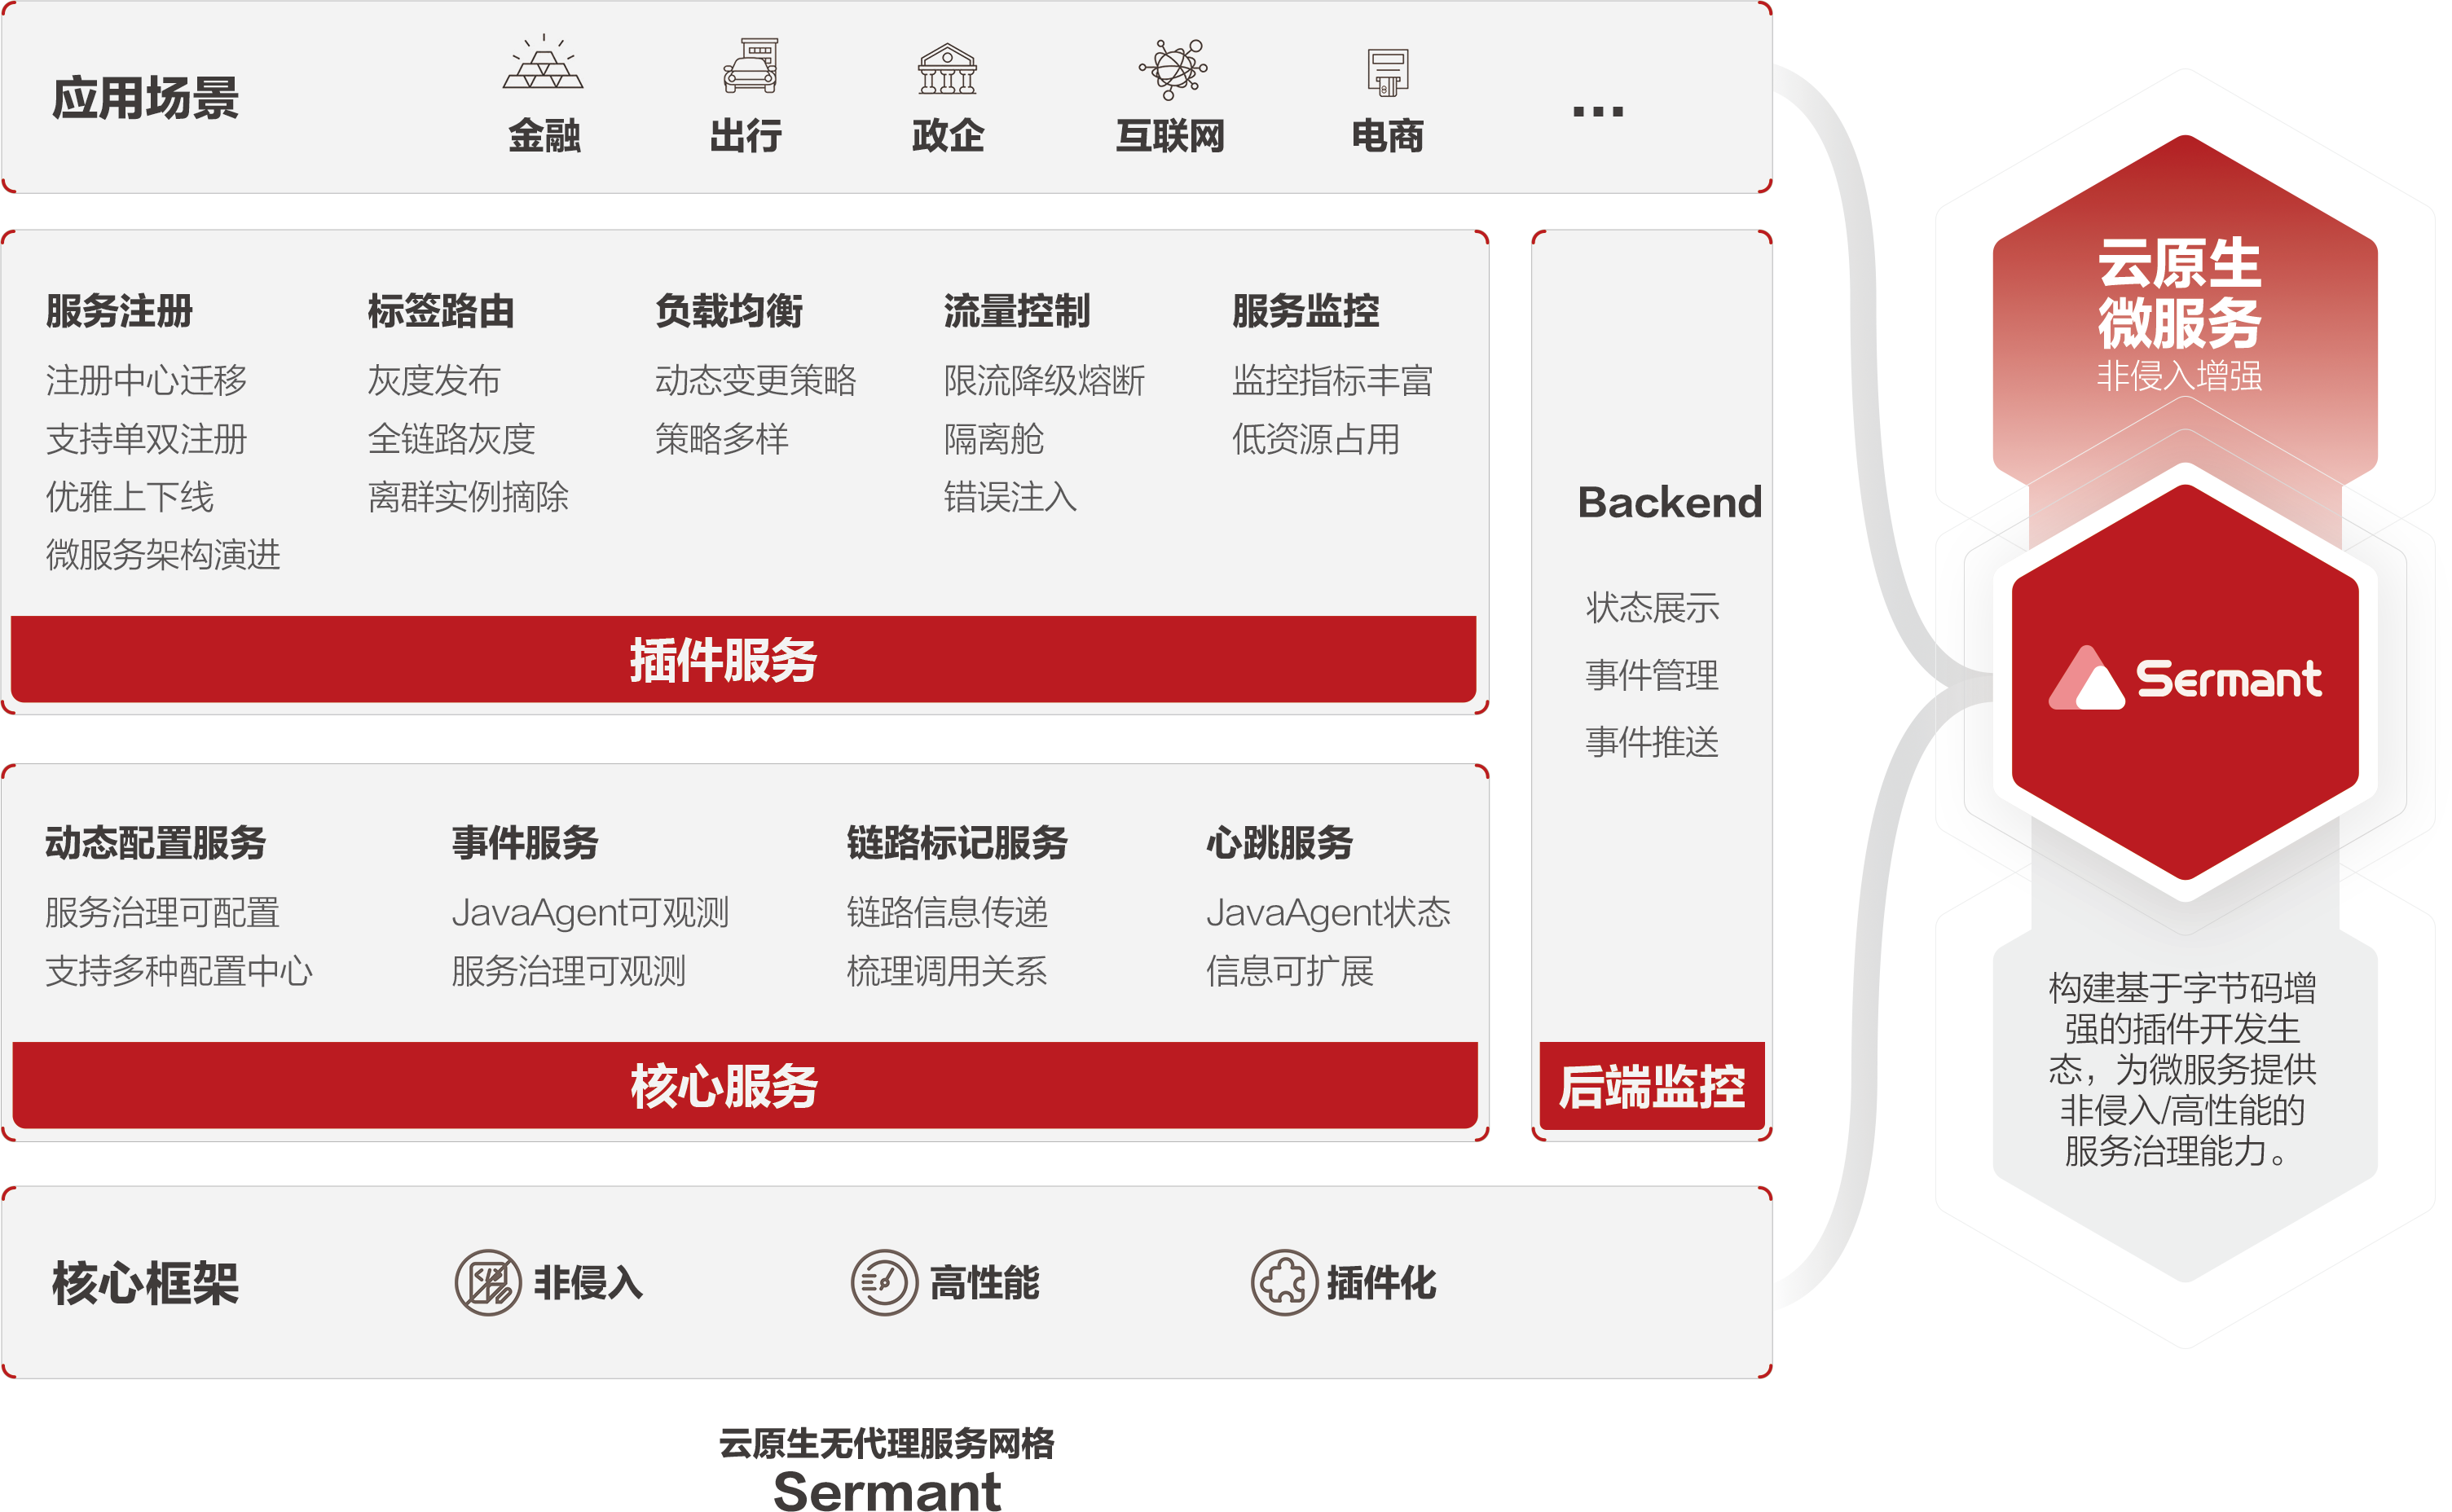 应用场景
金融
出行
政企
互联网
电商
...
服务注册
注册中心迁移
支持单双注册
优雅上下线
微服务架构演进
标签路由
灰度发布
全链路灰度
离群实例摘除
负载均衡
动态变更策略
策略多样
流量控制
限流降级熔断
隔离舱
错误注入
服务监控
监控指标丰富
低资源占用
插件服务
动态配置服务
服务治理可配置
支持多种配置中心
事件服务
JavaAgent可观测
服务治理可观测
链路标记服务
链路信息传递
梳理调用关系
心跳服务
JavaAgent状态
信息可扩展
核心服务
Backend
状态展示
事件管理
事件推送
后端监控
核心框架
非侵入
高性能
插件化
云原生无代理服务网格
Sermant
云原生
微服务
非侵入增强
Sermant
构建基于字节码增
强的插件开发生
态，为微服务提供
非侵入/高性能的
服务治理能力。